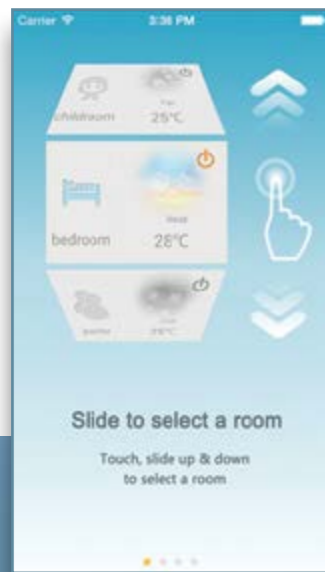 Carrier 3:36 PM
childroom
Fan
25°C
bedroom
Heat
28°C
Slide to select a room
Touch, slide up & down
to select a room